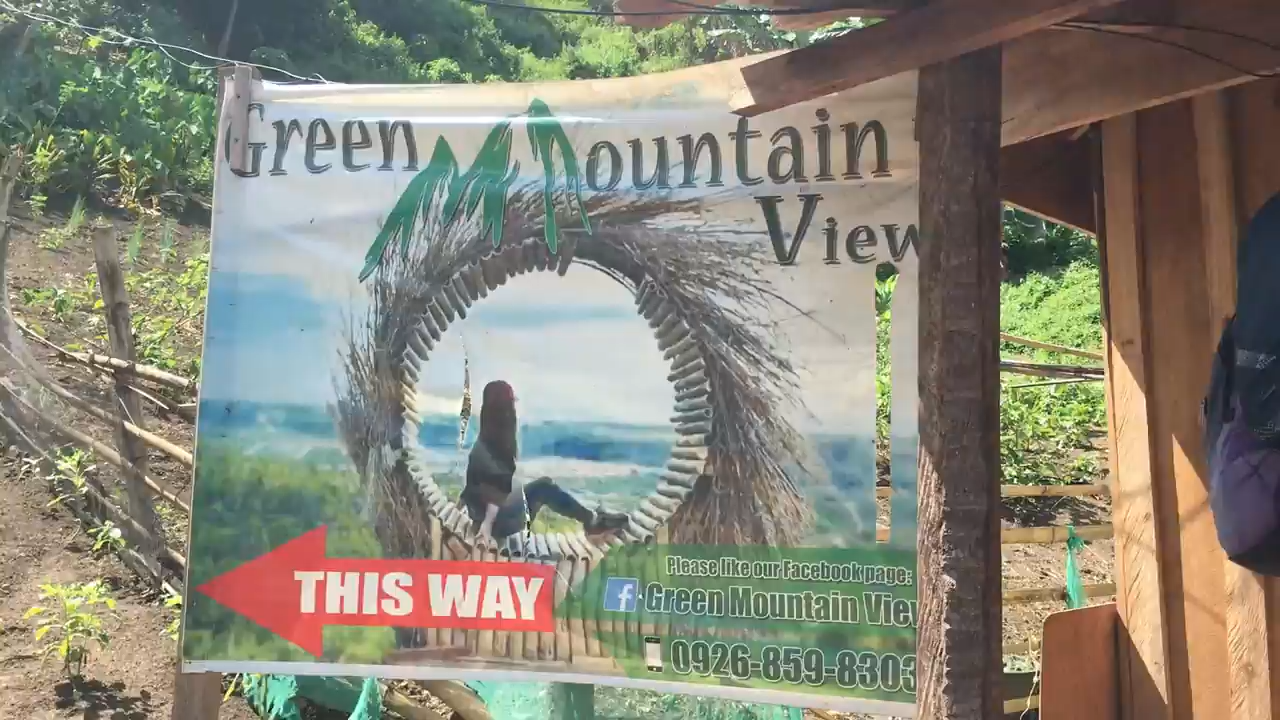 Green Mountain
View
THIS WAY
Please like our Facebook page:
f Green Mountain View
0926-859-8303